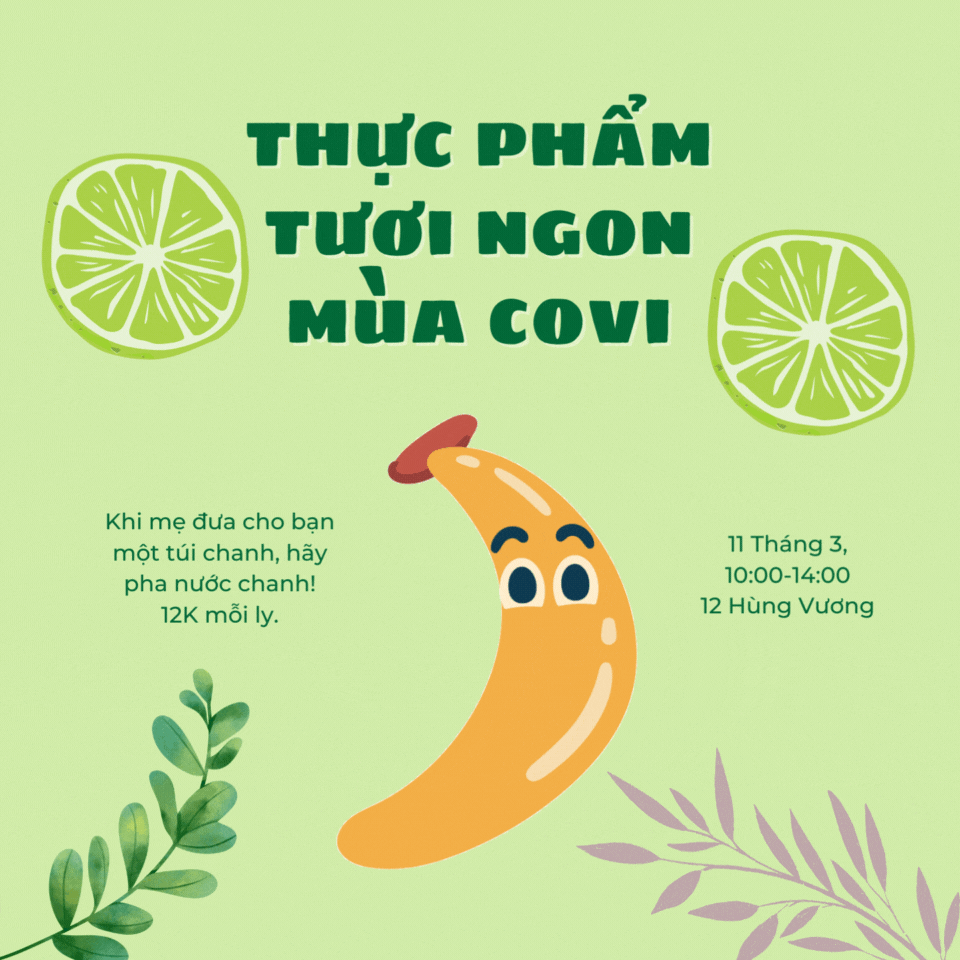 THỰC PHẨM
TƯƠI NGON
MÙA COVI
Khi mẹ đưa cho bạn
một túi chanh, hãy
pha nước chanh!
12K mỗi ly.
11 Tháng 3,
10:00-14:00
12 Hùng Vương